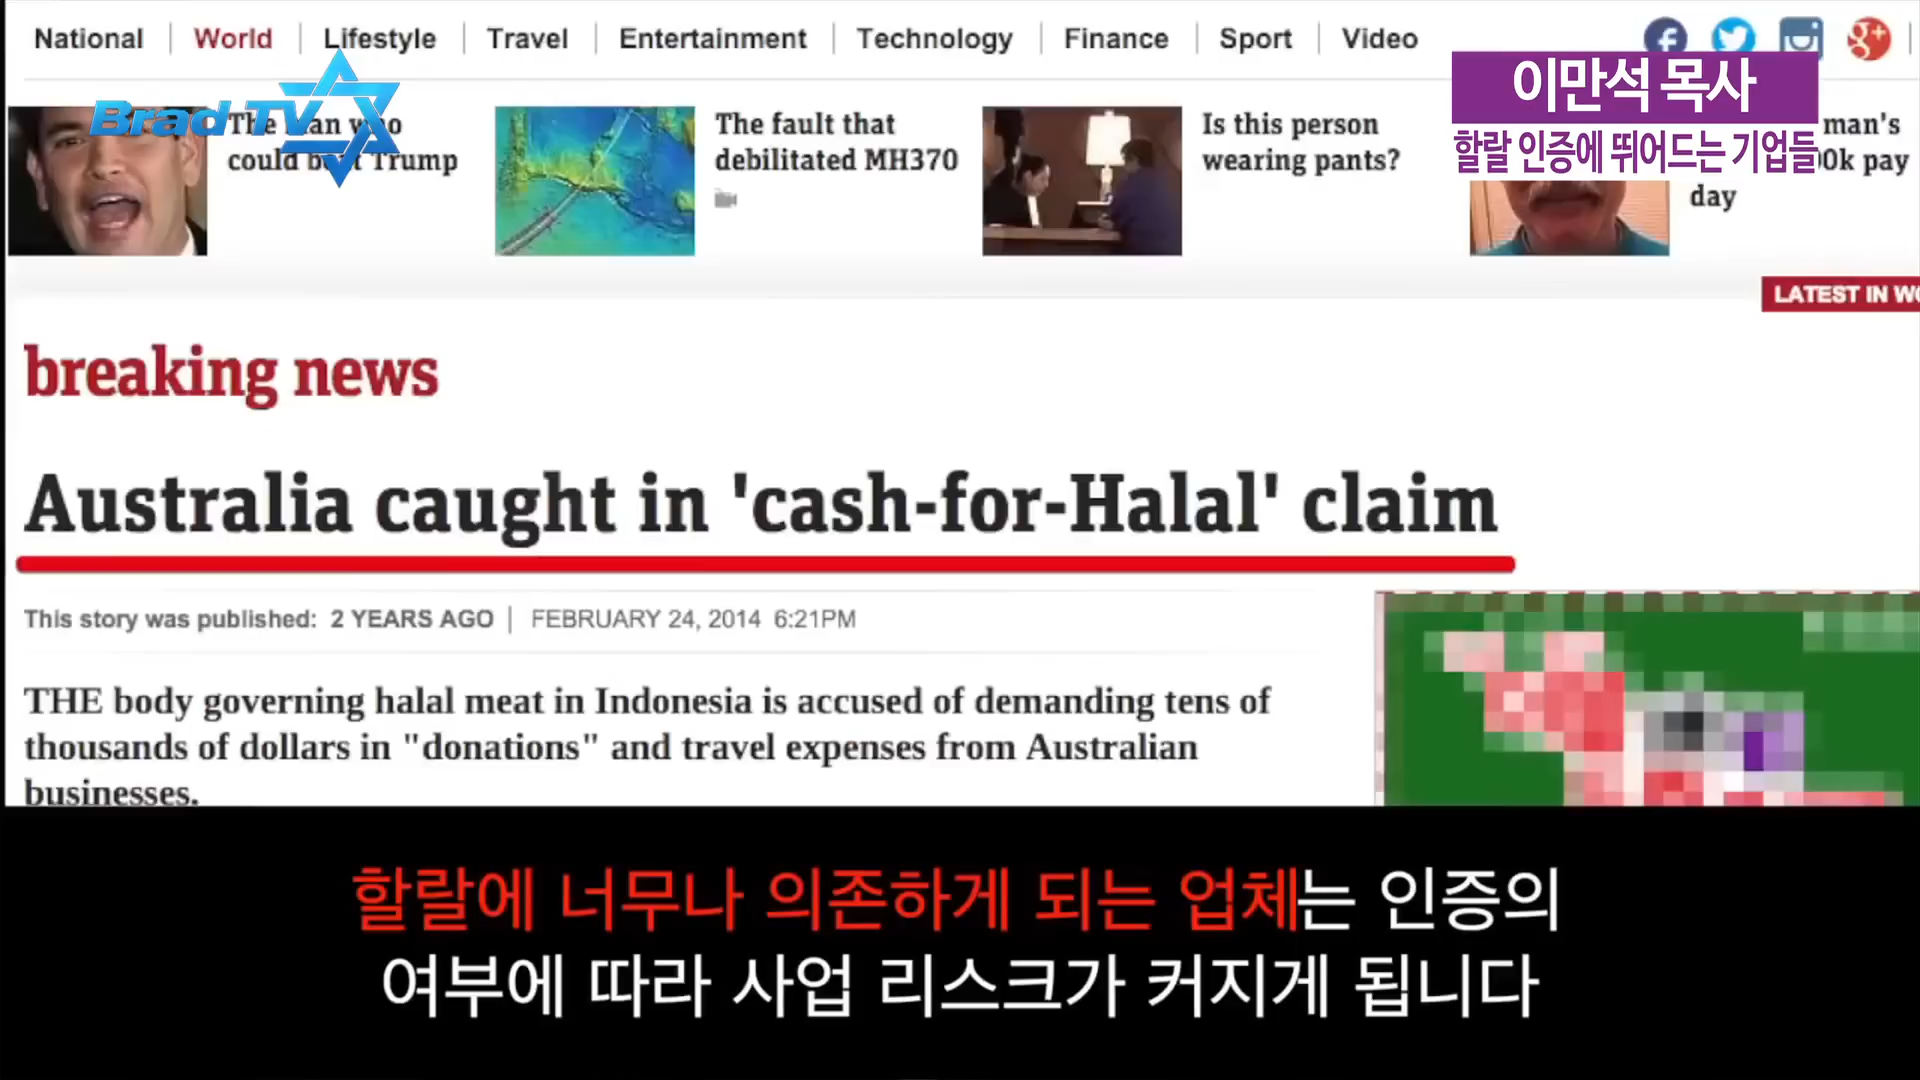 National World Lifestyle Travel Entertainment Technology Finance Sport Video
Brad TV
이만석 목사
할랄 인증에 뛰어드는 기업들
The man who
could beat Trump
The fault that
debilitated MH370
Is this person
wearing pants?
man's
0k pay
day
LATEST IN WO
breaking news
Australia caught in 'cash-for-Halal' claim
This story was published: 2 YEARS AGO | FEBRUARY 24, 2014 6:21PM
THE body governing halal meat in Indonesia is accused of demanding tens of
thousands of dollars in "donations" and travel expenses from Australian
businesses.
할랄에 너무나 의존하게 되는 업체는 인증의
여부에 따라 사업 리스크가 커지게 됩니다